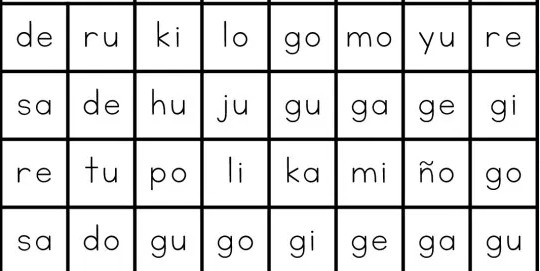 de ru ki lo go mo yu re
sa de hu ju gu ga ge gi
re tu po li ka mi ño go
sa do gu go gi ge ga gu